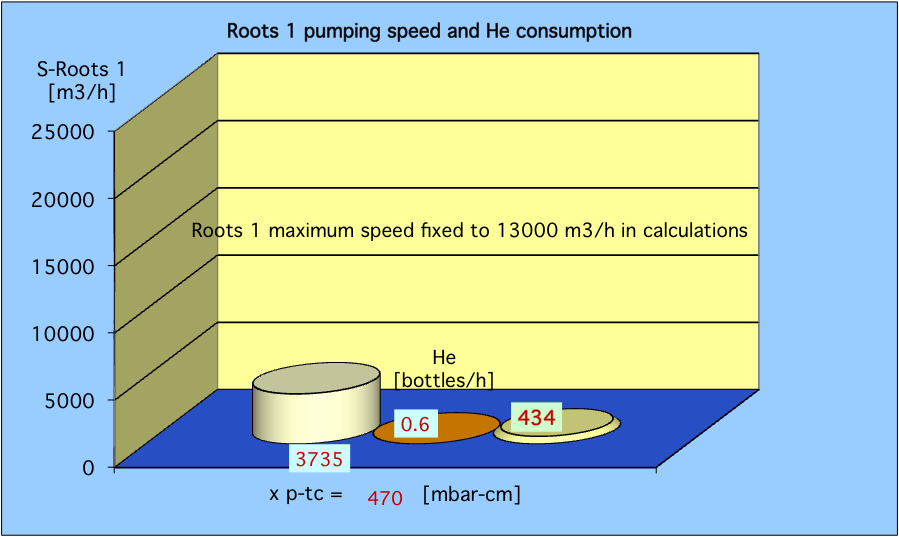 Roots 1 pumping speed and He consumption
S-Roots 1
[m3/h]
25000
20000
15000
10000
5000
0
Roots 1 maximum speed fixed to 13000 m3/h in calculations
He
[bottles/h]
0.6
434
3735
x p-tc = 470 [mbar-cm]